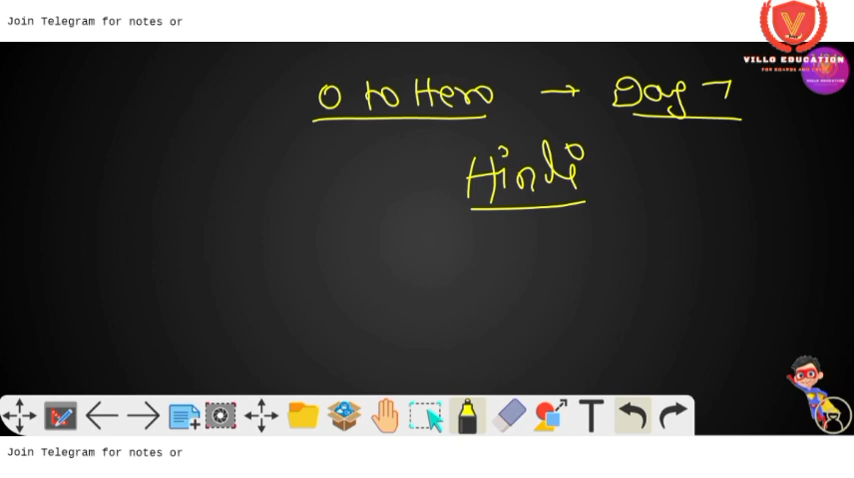 Join Telegram for notes or
VILLO EDUCATION
0 to Hero → Day 7
Hindi
T
Join Telegram for notes or